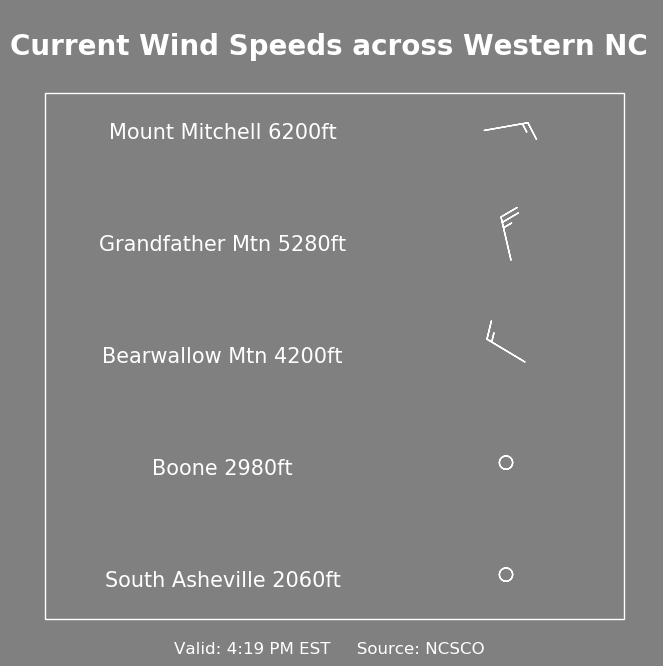 Current Wind Speeds across Western NC
Mount Mitchell 6200ft
Grandfather Mtn 5280ft
Bearwallow Mtn 4200ft
Boone 2980ft
South Asheville 2060ft
Valid: 4:19 PM EST Source: NCSCO